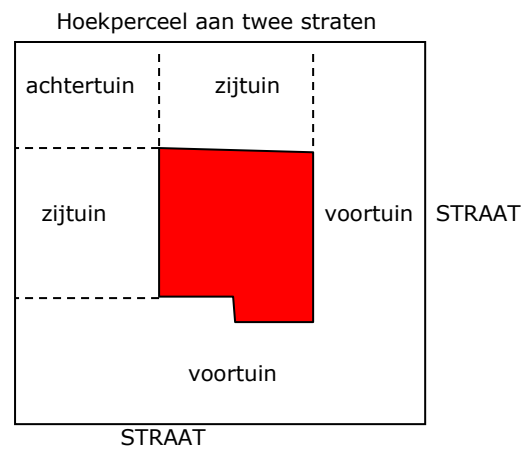 Hoekperceel aan twee straten
achtertuin zijtuin
zijtuin voortuin STRAAT
voortuin
STRAAT